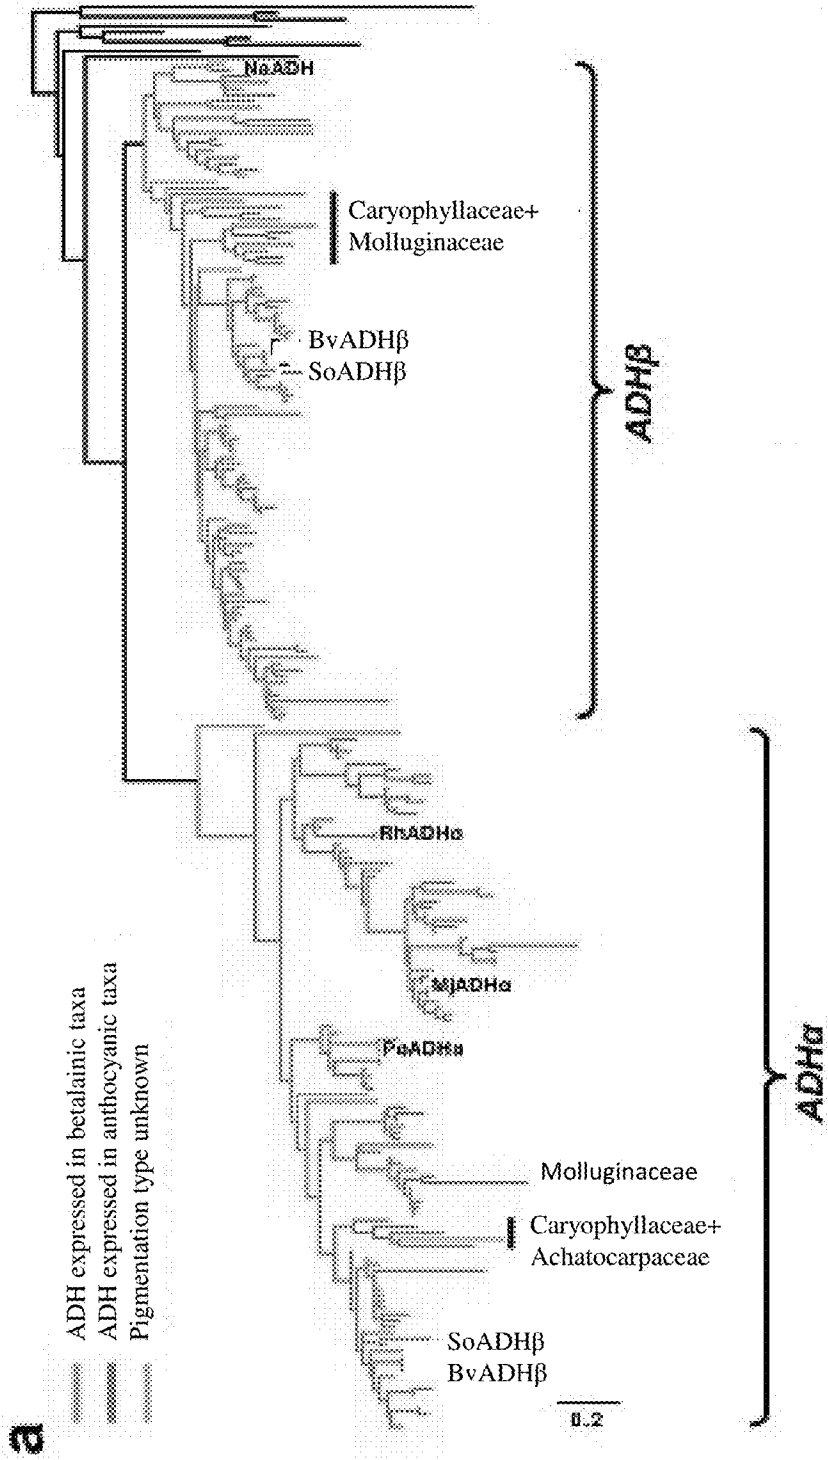 a
ADH expressed in betalainic taxa
ADH expressed in anthocyanic taxa
Pigmentation type unknown
NaADH
Caryophyllaceae+
Molluginaceae
BvADHβ
SoADHβ
ADHβ
RhADHα
MjADHα
PaADHα
Molluginaceae
Caryophyllaceae+
Achatocarpaceae
SoADHβ
BvADHβ
0.2
ADHα